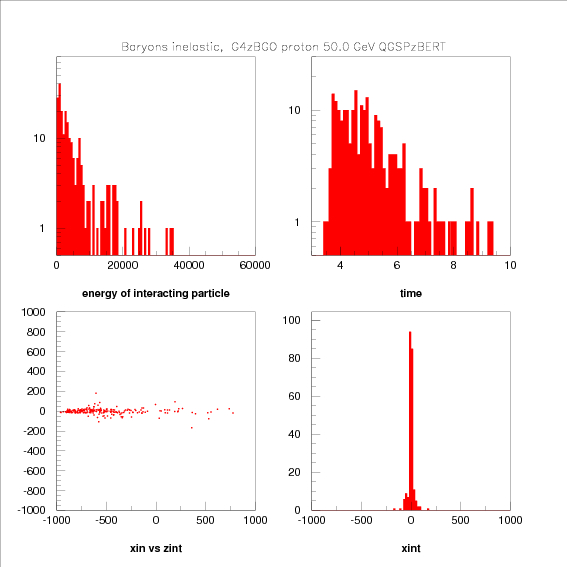 Baryons inelastic, G4zBGO proton 50.0 GeV QGSPzBERT
10
1
0 20000 40000 60000
energy of interacting particle
10
1
4 6 8 10
time
1000
800
600
400
200
0
-200
-400
-600
-800
-1000
-1000 -500 0 500 1000
xin vs zint
100
80
60
40
20
0
-1000 -500 0 500 1000
xint